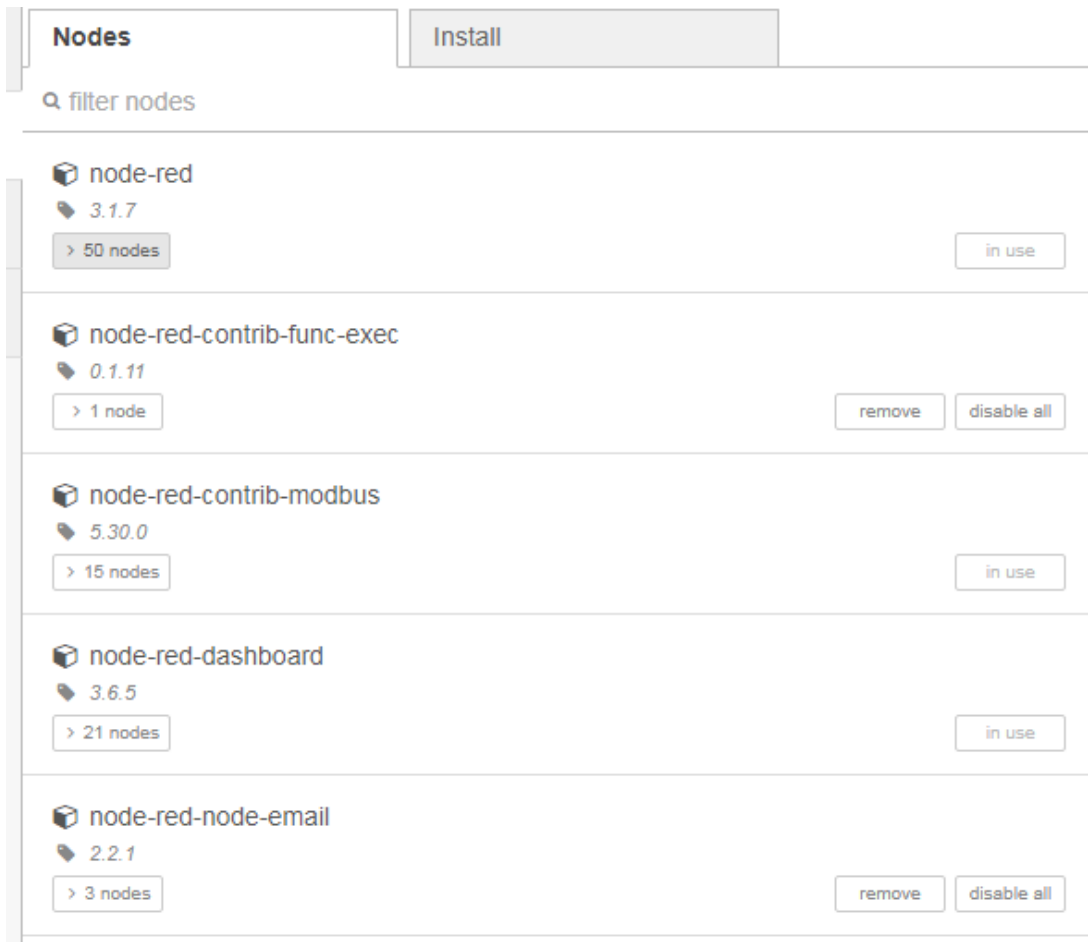 Nodes
Install
filter nodes
node-red
3.1.7
> 50 nodes
in use
node-red-contrib-func-exec
0.1.11
> 1 node
remove
disable all
node-red-contrib-modbus
5.30.0
> 15 nodes
in use
node-red-dashboard
3.6.5
> 21 nodes
in use
node-red-node-email
2.2.1
> 3 nodes
remove
disable all